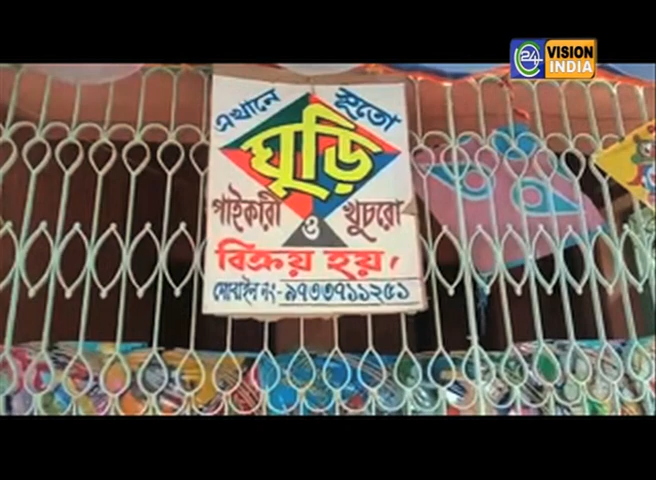 24 VISION
INDIA
এখানে সুতো
ঘুড়ি
পাইকারী ও খুচরো
বিক্রয় হয়!
মোবাইল নং- ৯৭৩৩৭১১২৫১